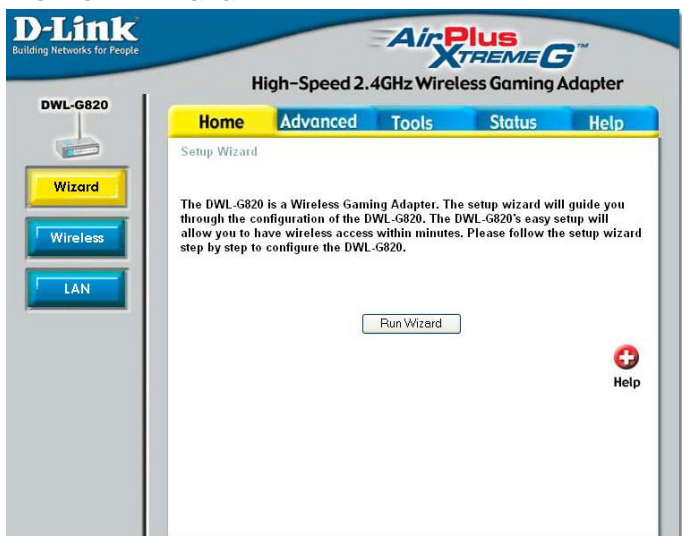 D-Link
Building Networks for People
AirPlus
XTREME G™
High-Speed 2.4GHz Wireless Gaming Adapter
DWL-G820
Home Advanced Tools Status Help
Wizard
Wireless
LAN
Setup Wizard
The DWL-G820 is a Wireless Gaming Adapter. The setup wizard will guide you
through the configuration of the DWL-G820. The DWL-G820's easy setup will
allow you to have wireless access within minutes. Please follow the setup wizard
step by step to configure the DWL-G820.
Run Wizard
Help